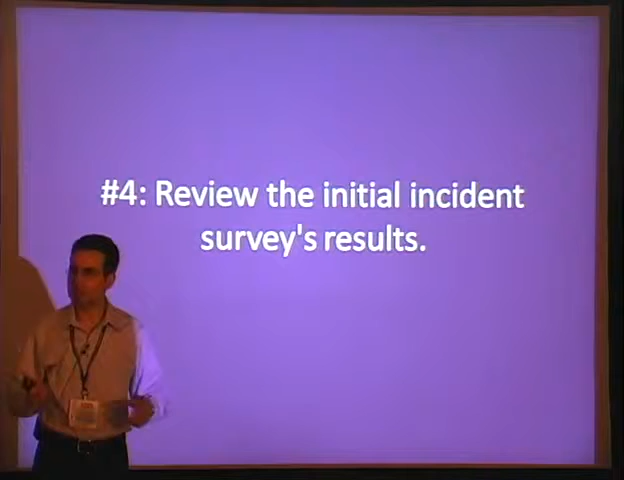 #4: Review the initial incident
survey's results.